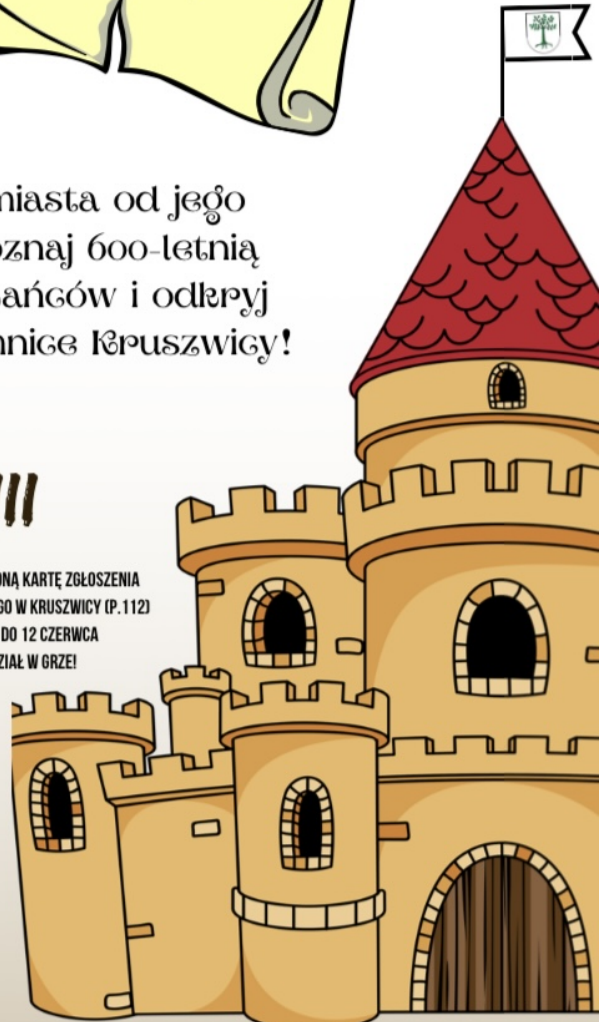 miasta od jego
oznaj 600-letnią
ańców i odkryj
nnice Kruszwicy!
ONĄ KARTĘ ZGŁOSZENIA
GO W KRUSZWICY (P.112)
DO 12 CZERWCA
ZIAŁ W GRZE!